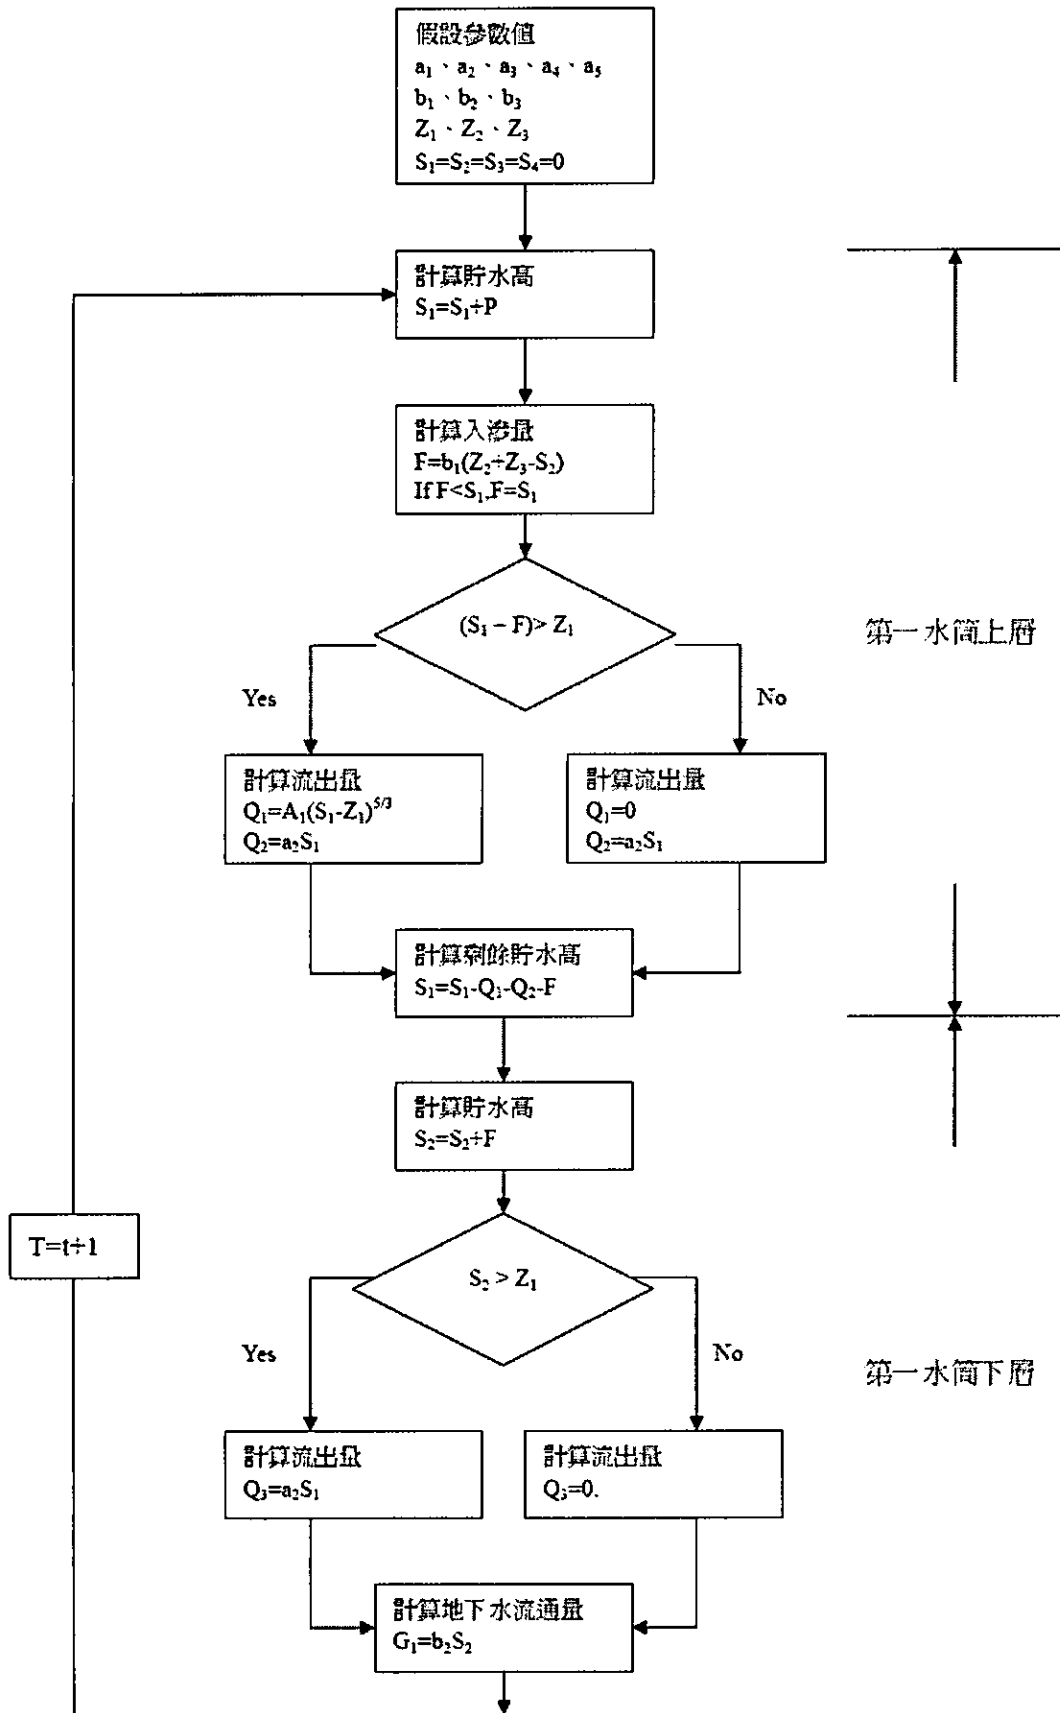 假設參數值
a₁、a₂、a₃、a₄、a₅
b₁、b₂、b₃
Z₁、Z₂、Z₃
S₁=S₂=S₃=S₄=0
計算貯水高
S₁=S₁+P
計算入滲量
F=b₁(Z₂+Z₃-S₂)
If F<S₁,F=S₁
(S₁ – F)> Z₁
第一水筒上層
Yes
No
計算流出量
Q₁=A₁(S₁-Z₁)^5/3
Q₂=a₂S₁
計算流出量
Q₁=0
Q₂=a₂S₁
計算剩餘貯水高
S₁=S₁-Q₁-Q₂-F
計算貯水高
S₂=S₂+F
T=t+1
S₂ > Z₁
Yes
No
第一水筒下層
計算流出量
Q₃=a₂S₁
計算流出量
Q₃=0.
計算地下水流通量
G₁=b₂S₂